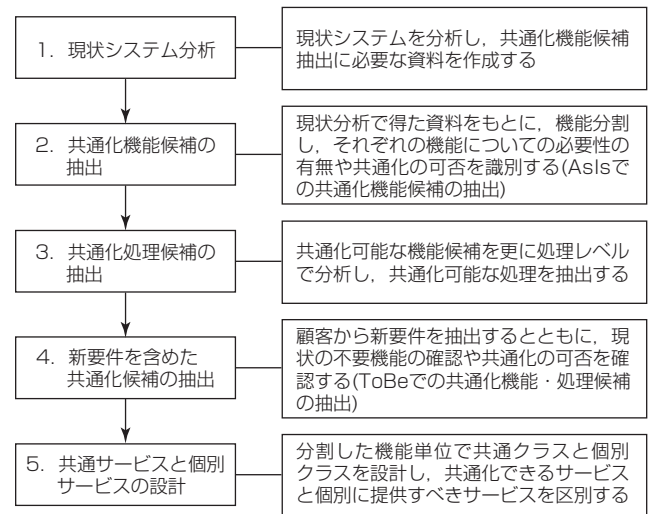 1. 現状システム分析
現状システムを分析し，共通化機能候補
抽出に必要な資料を作成する
2. 共通化機能候補の
抽出
現状分析で得た資料をもとに，機能分割
し，それぞれの機能についての必要性の
有無や共通化の可否を識別する(AsIsで
の共通化機能候補の抽出)
3. 共通化処理候補の
抽出
共通化可能な機能候補を更に処理レベル
で分析し，共通化可能な処理を抽出する
4. 新要件を含めた
共通化候補の抽出
顧客から新要件を抽出するとともに，現
状の不要機能の確認や共通化の可否を確
認する(ToBeでの共通化機能・処理候補
の抽出)
5. 共通サービスと個別
サービスの設計
分割した機能単位で共通クラスと個別
クラスを設計し，共通化できるサービス
と個別に提供すべきサービスを区別する